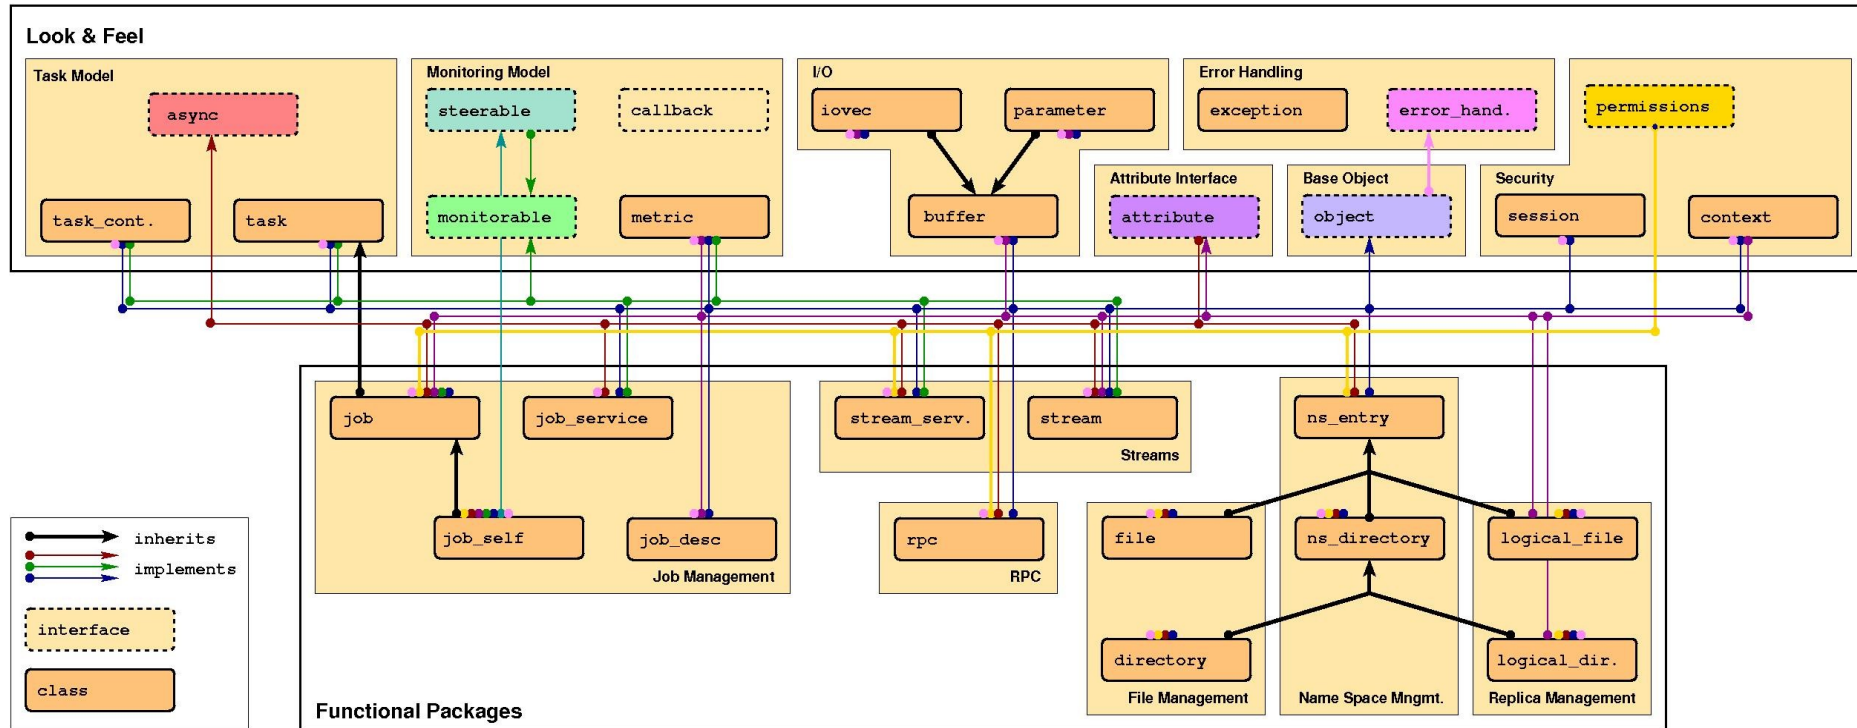 Look & Feel
Task Model
async
task_cont.
task
Monitoring Model
steerable
callback
monitorable
metric
I/O
iovec
parameter
buffer
Error Handling
exception
error_hand.
Attribute Interface
attribute
Base Object
object
permissions
Security
session
context
job
job_service
job_self
job_desc
Job Management
stream_serv.
stream
Streams
rpc
RPC
ns_entry
file
ns_directory
logical_file
directory
logical_dir.
File Management
Name Space Mngmt.
Replica Management
Functional Packages
inherits
implements
interface
class